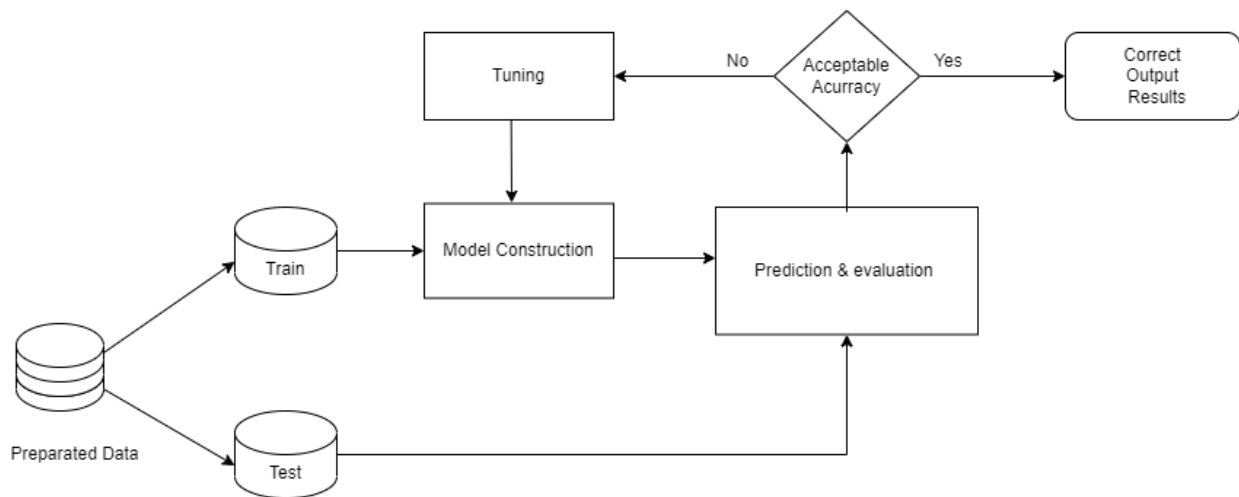 Tuning
No
Acceptable
Acurracy
Yes
Correct
Output
Results
Train
Model Construction
Prediction & evaluation
Preparated Data
Test